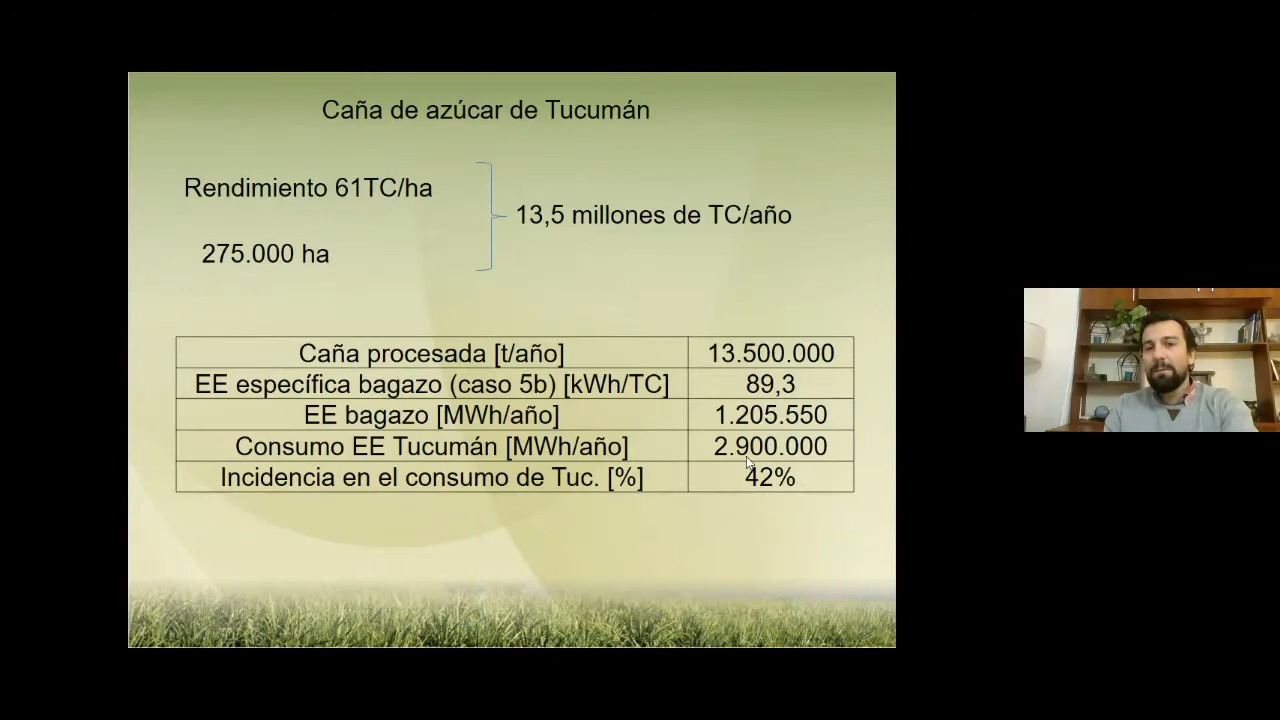 Caña de azúcar de Tucumán
Rendimiento 61TC/ha
13,5 millones de TC/año
275.000 ha
Caña procesada [t/año] 13.500.000
EE específica bagazo (caso 5b) [kWh/TC] 89,3
EE bagazo [MWh/año] 1.205.550
Consumo EE Tucumán [MWh/año] 2.900.000
Incidencia en el consumo de Tuc. [%] 42%